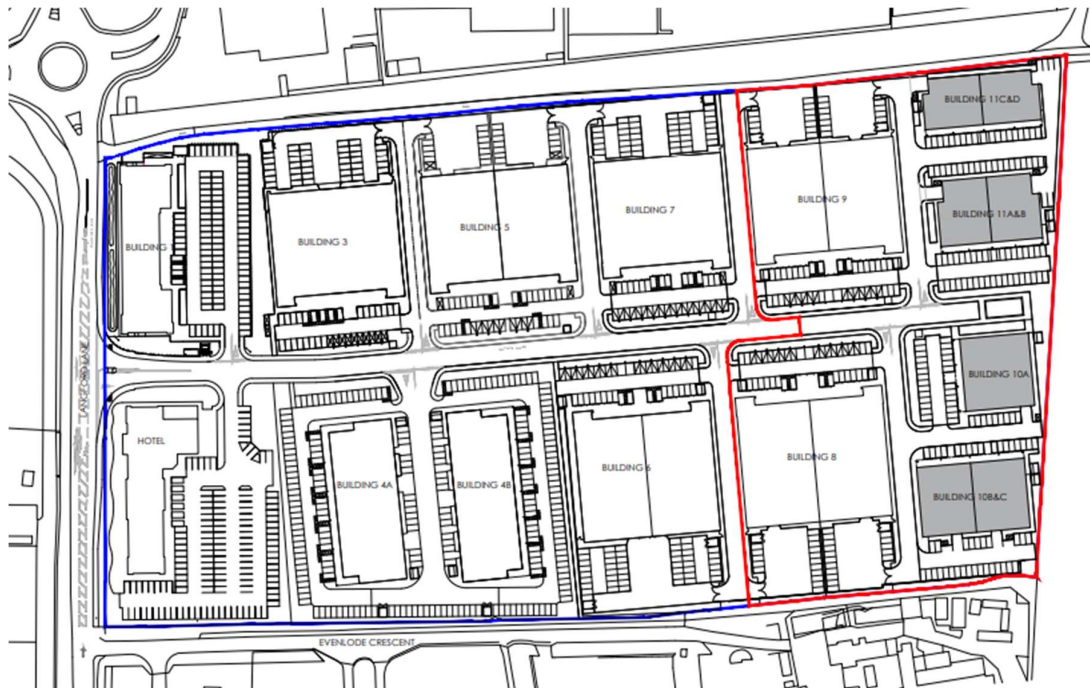 BUILDING 11C&D
BUILDING 11A&B
BUILDING 9
BUILDING 7
BUILDING 5
BUILDING 3
BUILDING 1
BUILDING 10A
BUILDING 10B&C
BUILDING 8
BUILDING 6
BUILDING 4B
BUILDING 4A
HOTEL
EVENLODE CRESCENT